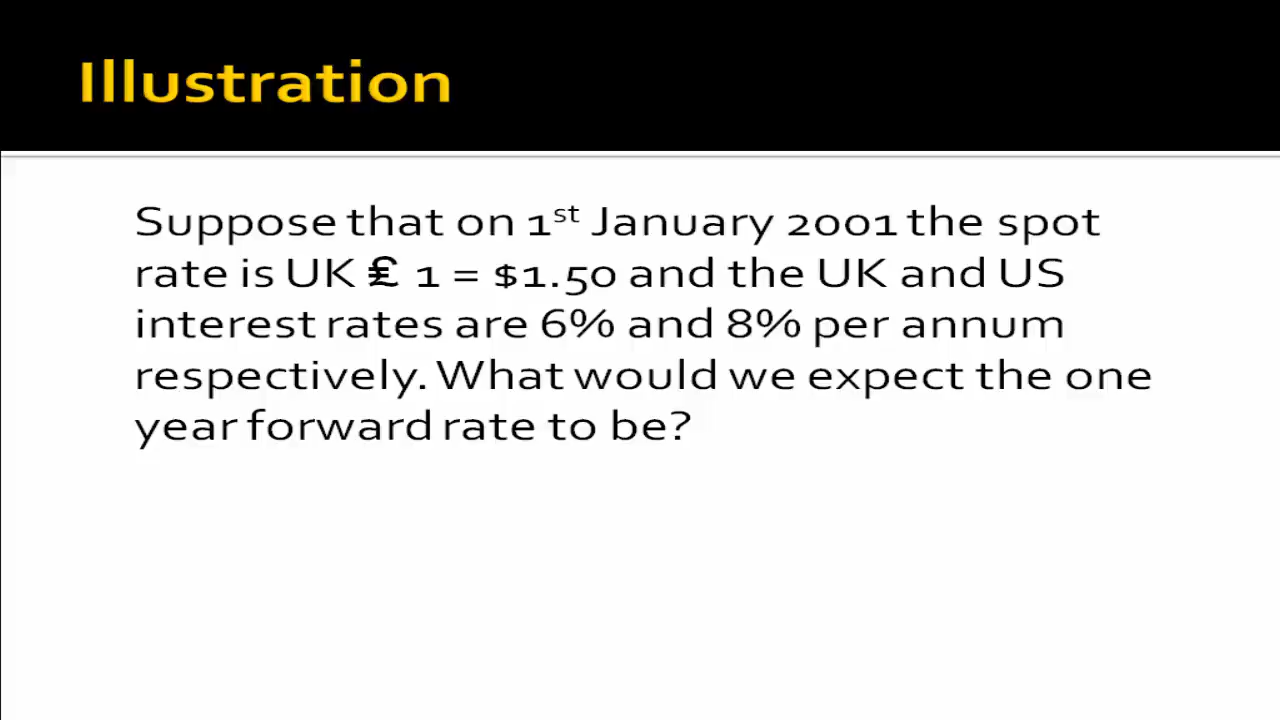 Illustration
Suppose that on 1st January 2001 the spot
rate is UK £ 1 = $1.50 and the UK and US
interest rates are 6% and 8% per annum
respectively. What would we expect the one
year forward rate to be?